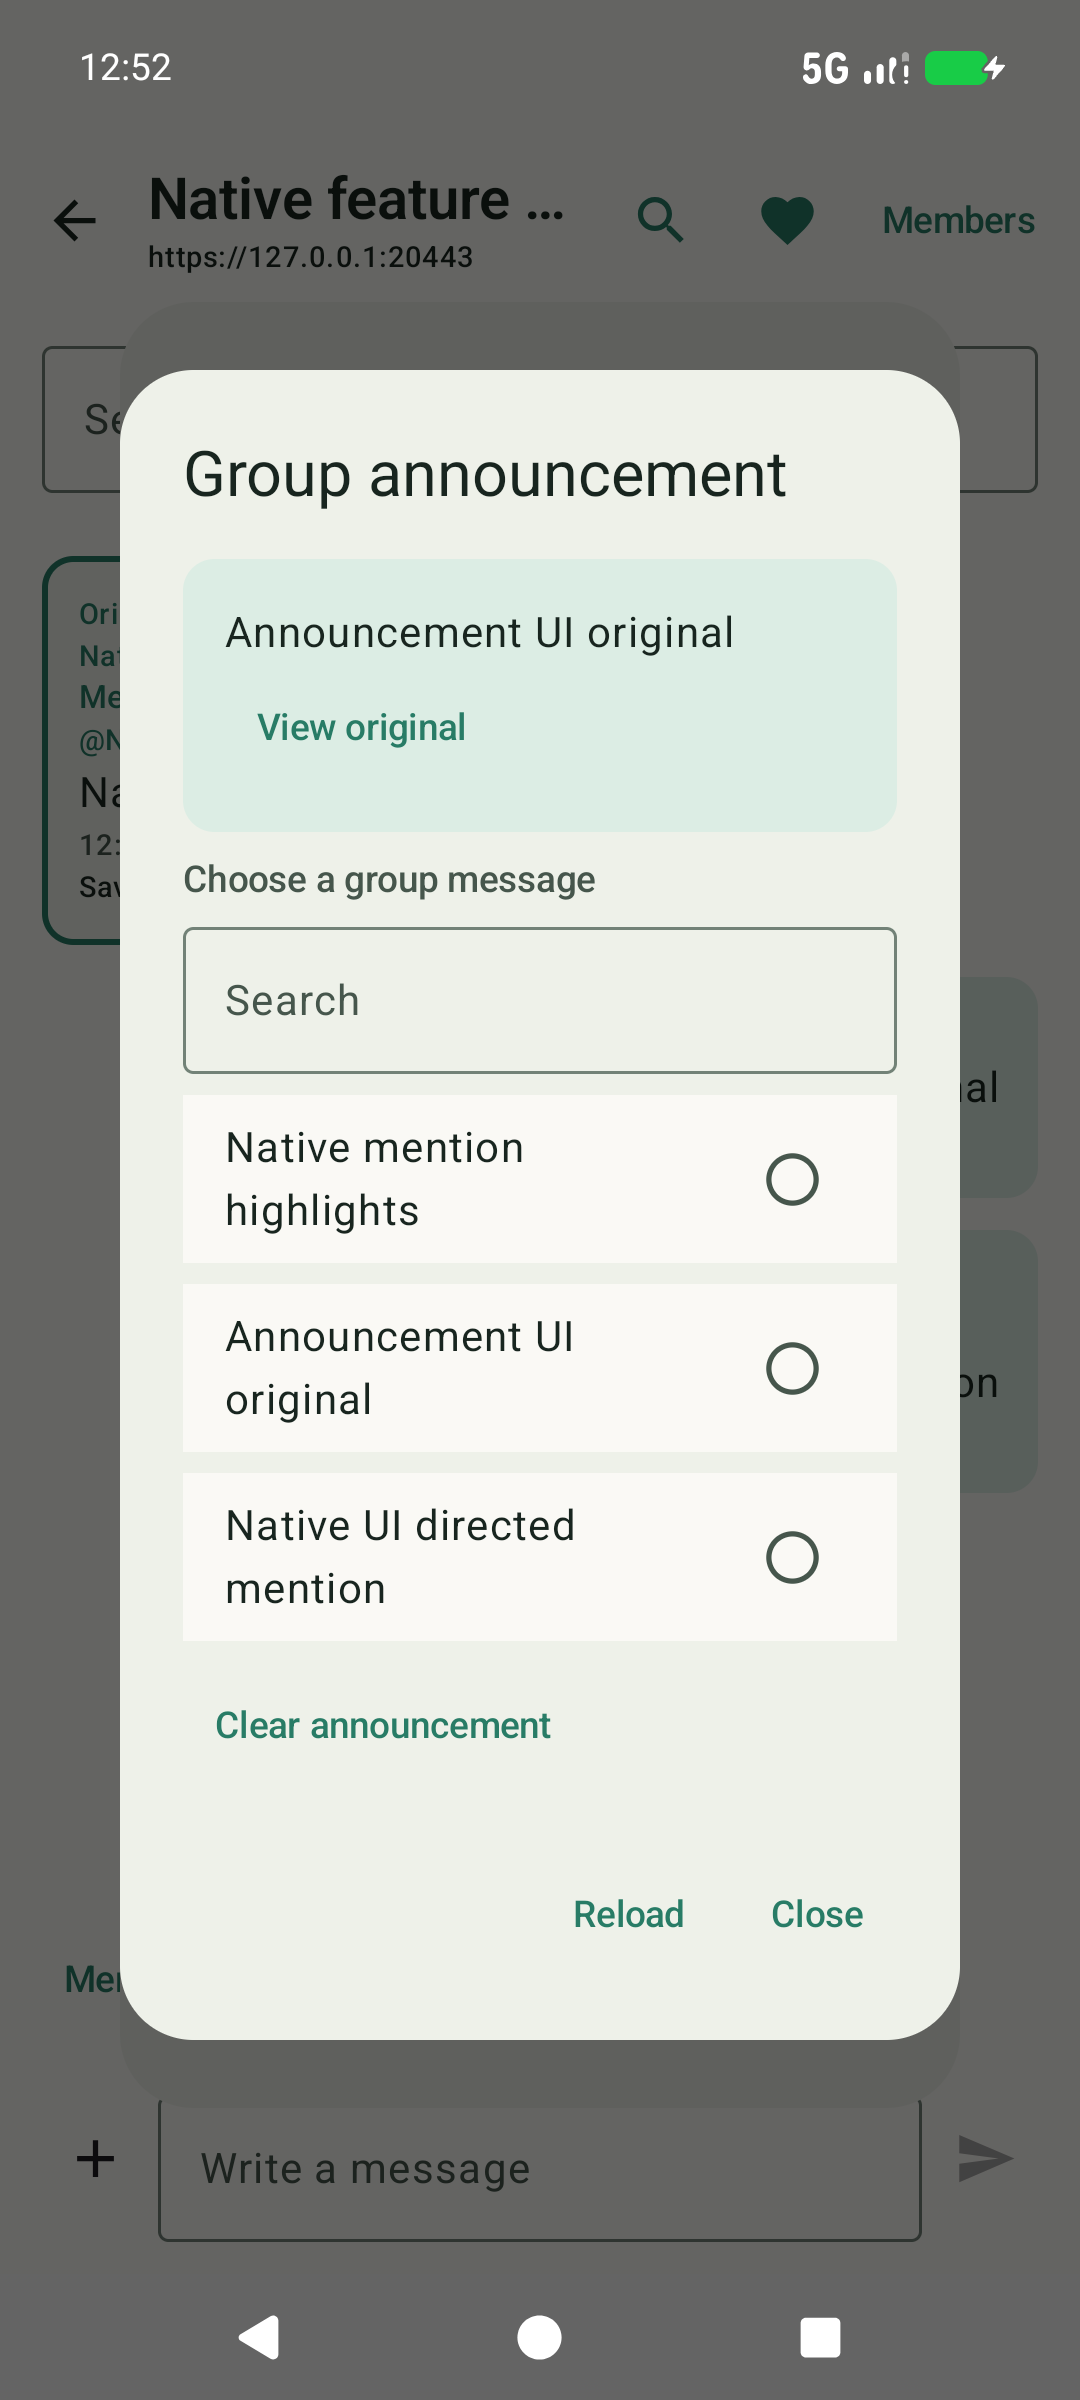 12:52
5G
Native feature ...
https://127.0.0.1:20443
Members
Group announcement
Announcement UI original
View original
Choose a group message
Search
Native mention
highlights
Announcement UI
original
Native UI directed
mention
Clear announcement
Reload
Close
Write a message